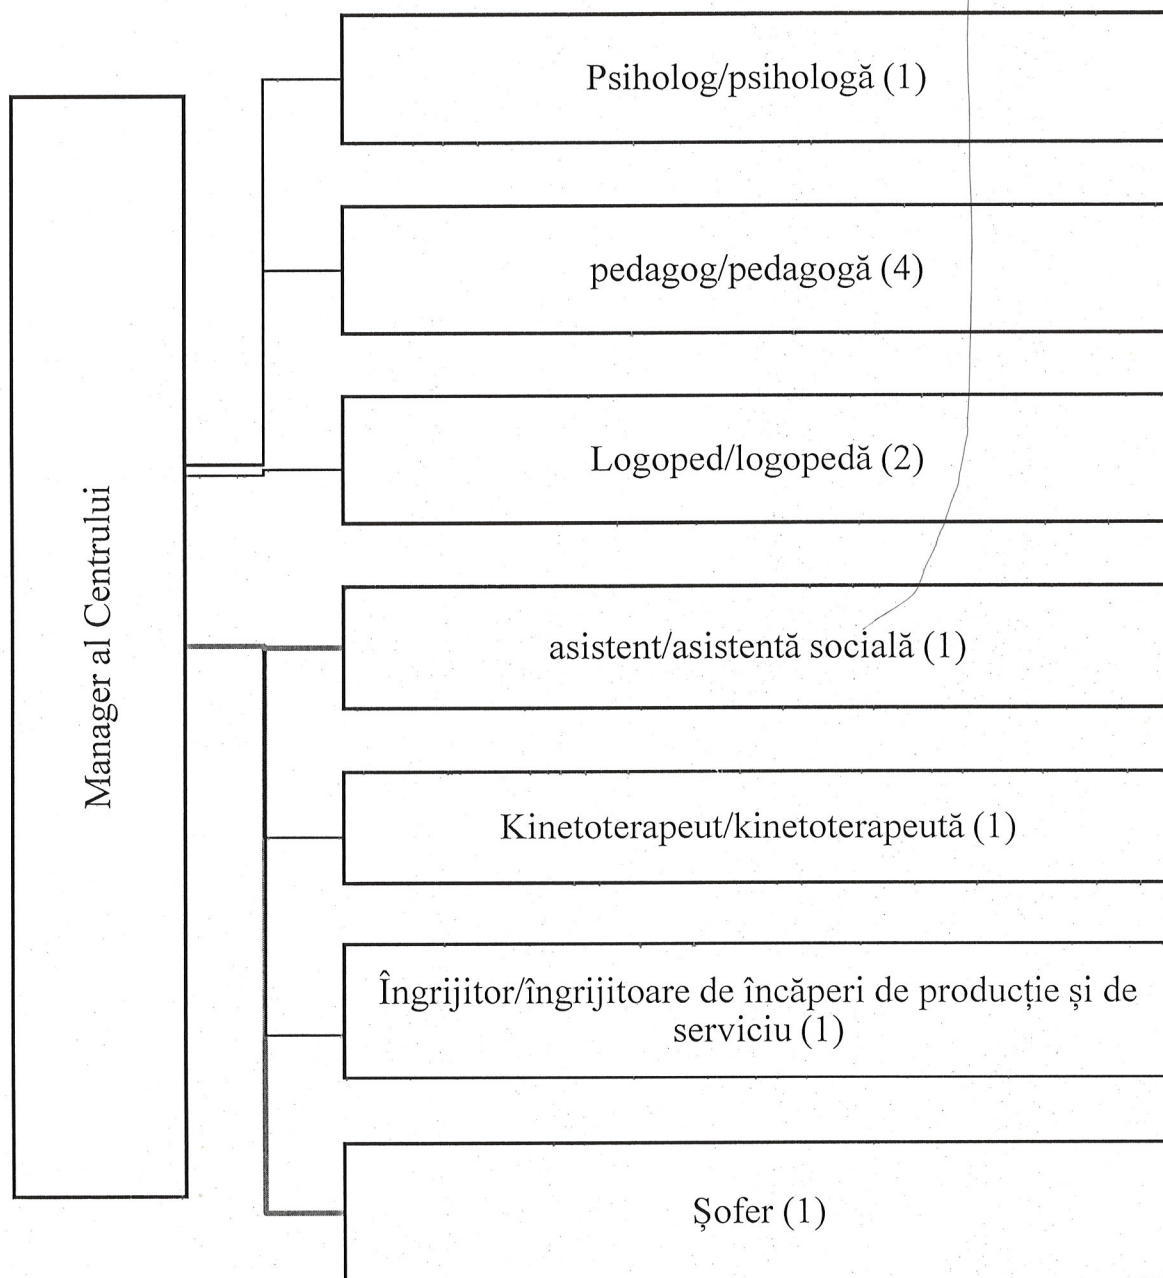 Manager al Centrului
Psiholog/psihologă (1)
pedagog/pedagogă (4)
Logoped/logopedă (2)
asistent/asistentă socială (1)
Kinetoterapeut/kinetoterapeută (1)
Îngrijitor/îngrijitoare de încăperi de producție și de
serviciu (1)
Șofer (1)